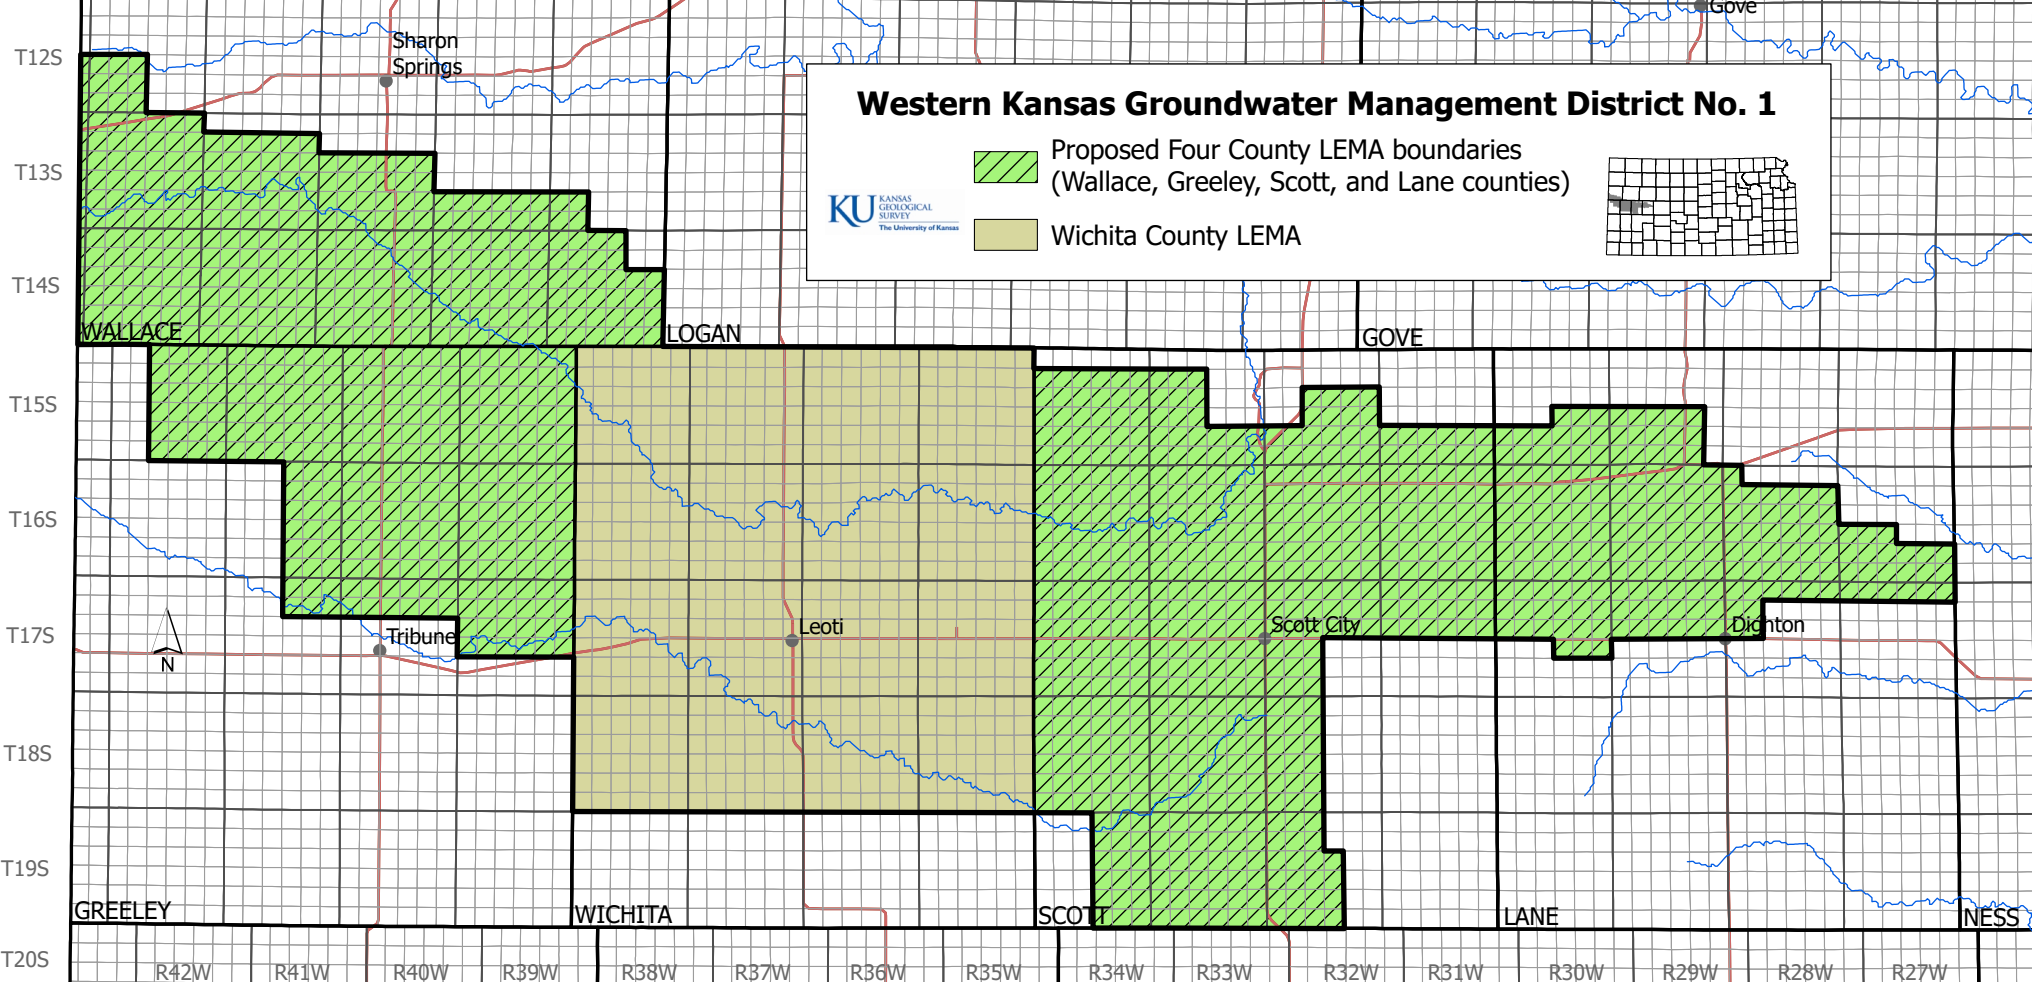 Gove
T12S
Sharon
Springs
Western Kansas Groundwater Management District No. 1
Proposed Four County LEMA boundaries
(Wallace, Greeley, Scott, and Lane counties)
KU KANSAS
GEOLOGICAL
SURVEY
The University of Kansas
Wichita County LEMA
T13S
T14S
WALLACE
LOGAN
GOVE
T15S
T16S
T17S
N
Tribune
Leoti
Scott City
Dighton
T18S
T19S
GREELEY
WICHITA
SCOTT
LANE
NESS
T20S
R42W
R41W
R40W
R39W
R38W
R37W
R36W
R35W
R34W
R33W
R32W
R31W
R30W
R29W
R28W
R27W